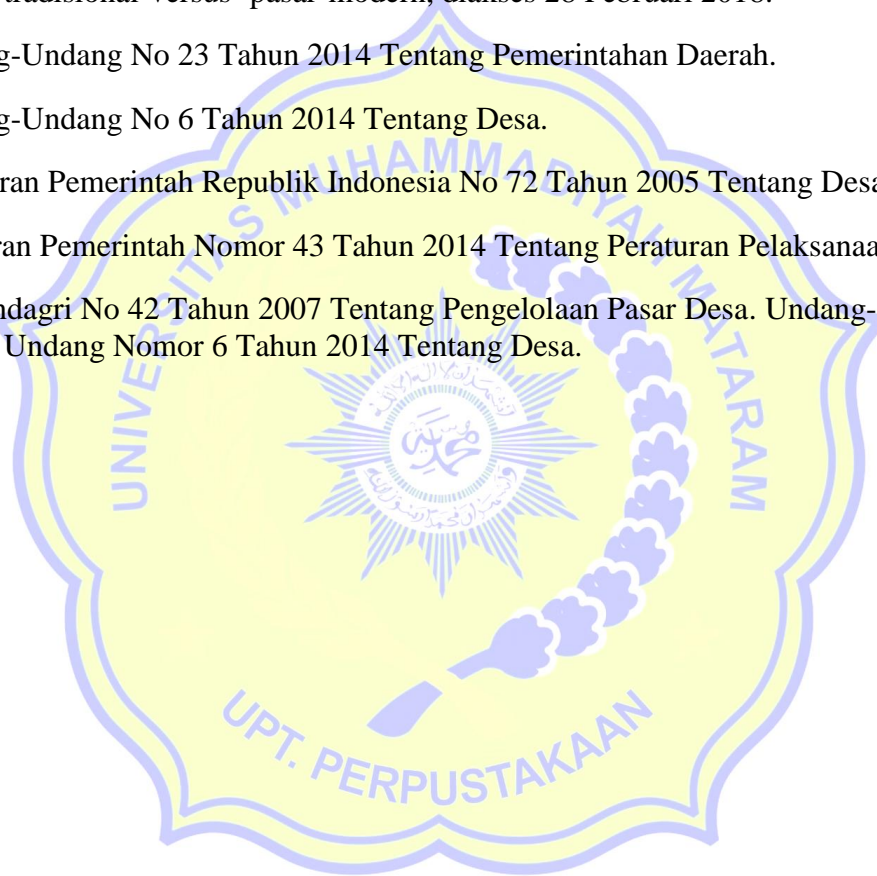 tradisional versus pasar modern, diakses 28 Februari 2018.
g-Undang No 23 Tahun 2014 Tentang Pemerintahan Daerah.
g-Undang No 6 Tahun 2014 Tentang Desa.
ran Pemerintah Republik Indonesia No 72 Tahun 2005 Tentang Desa
ran Pemerintah Nomor 43 Tahun 2014 Tentang Peraturan Pelaksanaa
ndagri No 42 Tahun 2007 Tentang Pengelolaan Pasar Desa. Undang-
Undang Nomor 6 Tahun 2014 Tentang Desa.
UNIVERSITAS MUHAMMADIYAH MATARAM
UPT. PERPUSTAKAAN